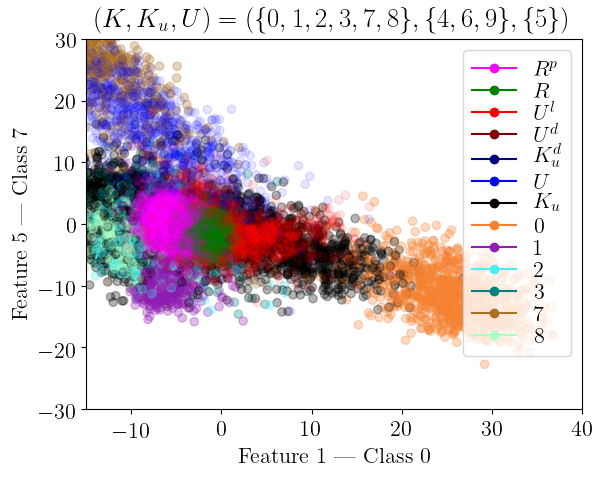 (K, K_u, U) = ({0, 1, 2, 3, 7, 8}, {4, 6, 9}, {5})
30
20
10
0
−10
−20
−30
Feature 5 — Class 7
R^p
R
U^l
U^d
K_u^d
U
K_u
0
1
2
3
7
8
−10
0
10
20
30
40
Feature 1 — Class 0